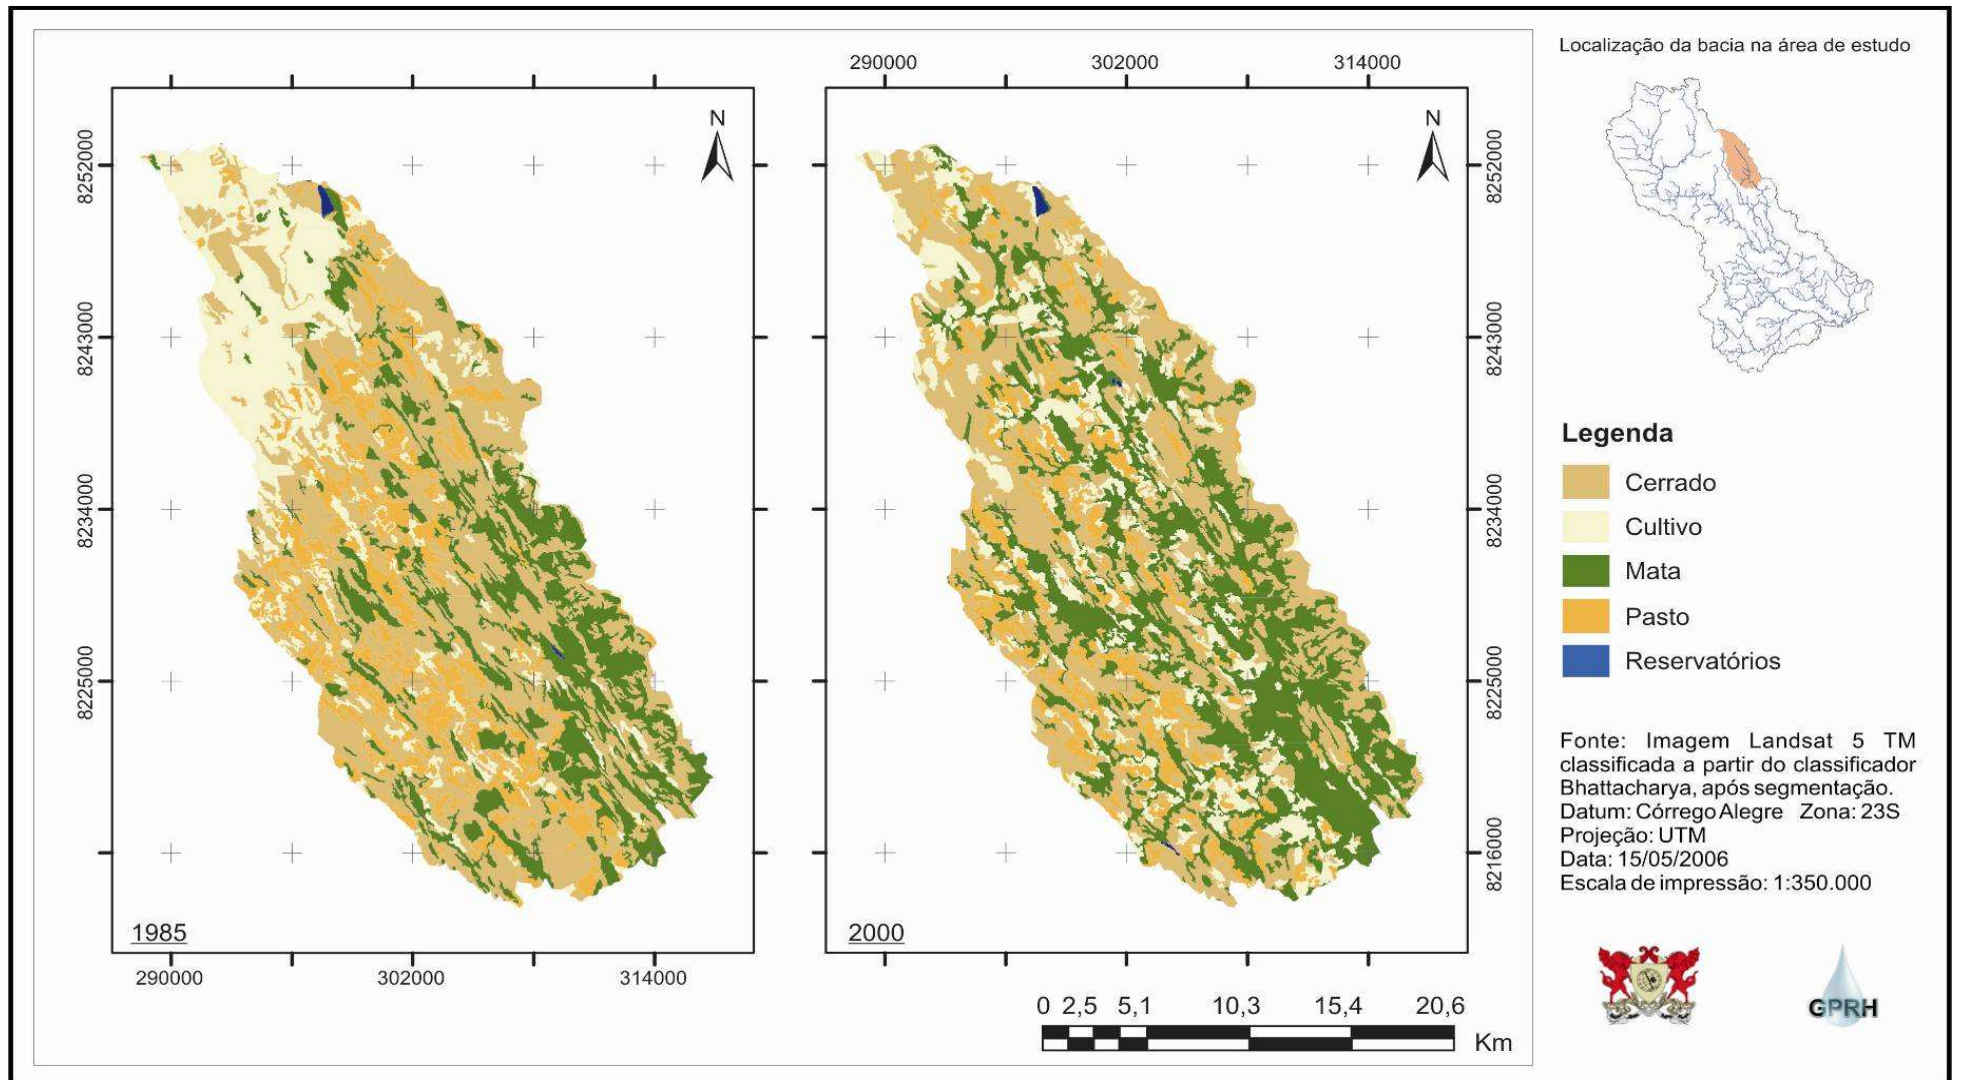 290000 302000 314000
Localização da bacia na área de estudo
N
N
8252000
8252000
8243000
8243000
8234000
8234000
8225000
8225000
8216000
1985
2000
290000 302000 314000
0 2,5 5,1 10,3 15,4 20,6
Km
Legenda
Cerrado
Cultivo
Mata
Pasto
Reservatórios
Fonte: Imagem Landsat 5 TM
classificada a partir do classificador
Bhattacharya, após segmentação.
Datum: Córrego Alegre Zona: 23S
Projeção: UTM
Data: 15/05/2006
Escala de impressão: 1:350.000
GPRH